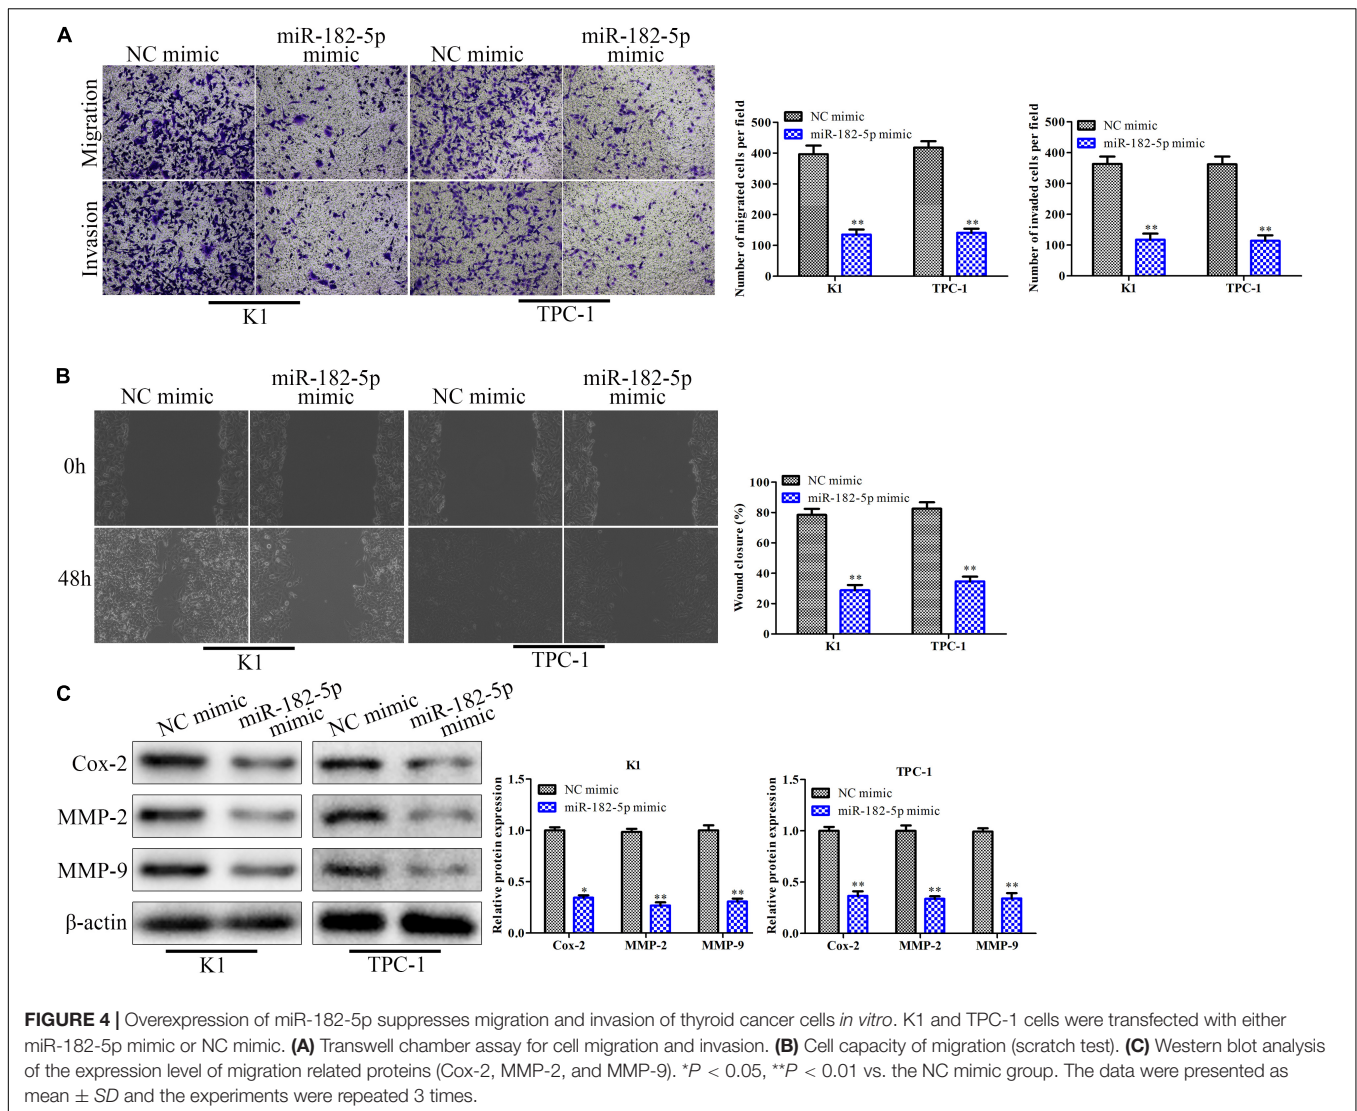 A
NC mimic
miR-182-5p
mimic
NC mimic
miR-182-5p
mimic
Migration
Invasion
K1
TPC-1
Number of migrated cells per field
500
400
300
200
100
0
NC mimic
miR-182-5p mimic
**
**
K1
TPC-1
Number of invaded cells per field
500
400
300
200
100
0
NC mimic
miR-182-5p mimic
**
**
K1
TPC-1
B
NC mimic
miR-182-5p
mimic
NC mimic
miR-182-5p
mimic
0h
48h
K1
TPC-1
Wound closure (%)
100
80
60
40
20
0
NC mimic
miR-182-5p mimic
**
**
K1
TPC-1
C
NC mimic
miR-182-5p
mimic
NC mimic
miR-182-5p
mimic
Cox-2
MMP-2
MMP-9
β-actin
K1
TPC-1
K1
Relative protein expression
1.5
1.0
0.5
0.0
NC mimic
miR-182-5p mimic
*
**
**
Cox-2
MMP-2
MMP-9
TPC-1
Relative protein expression
1.5
1.0
0.5
0.0
NC mimic
miR-182-5p mimic
**
**
**
Cox-2
MMP-2
MMP-9
FIGURE 4 | Overexpression of miR-182-5p suppresses migration and invasion of thyroid cancer cells in vitro. K1 and TPC-1 cells were transfected with either
miR-182-5p mimic or NC mimic. (A) Transwell chamber assay for cell migration and invasion. (B) Cell capacity of migration (scratch test). (C) Western blot analysis
of the expression level of migration related proteins (Cox-2, MMP-2, and MMP-9). *P < 0.05, **P < 0.01 vs. the NC mimic group. The data were presented as
mean ± SD and the experiments were repeated 3 times.